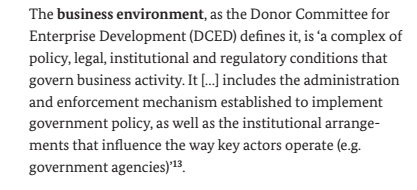 The business environment, as the Donor Committee for
Enterprise Development (DCED) defines it, is ‘a complex of
policy, legal, institutional and regulatory conditions that
govern business activity. It [...] includes the administration
and enforcement mechanism established to implement
government policy, as well as the institutional arrange-
ments that influence the way key actors operate (e.g.
government agencies)’¹³.